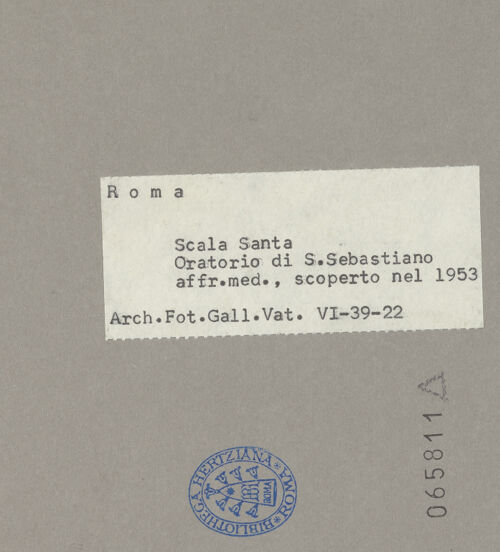 R o m a
Scala Santa
Oratorio di S.Sebastiano
affr.med., scoperto nel 1953
Arch.Fot.Gall.Vat. VI-39-22
065811
BIBLIOTHECA HERTZIANA * ROMA *
ROMA